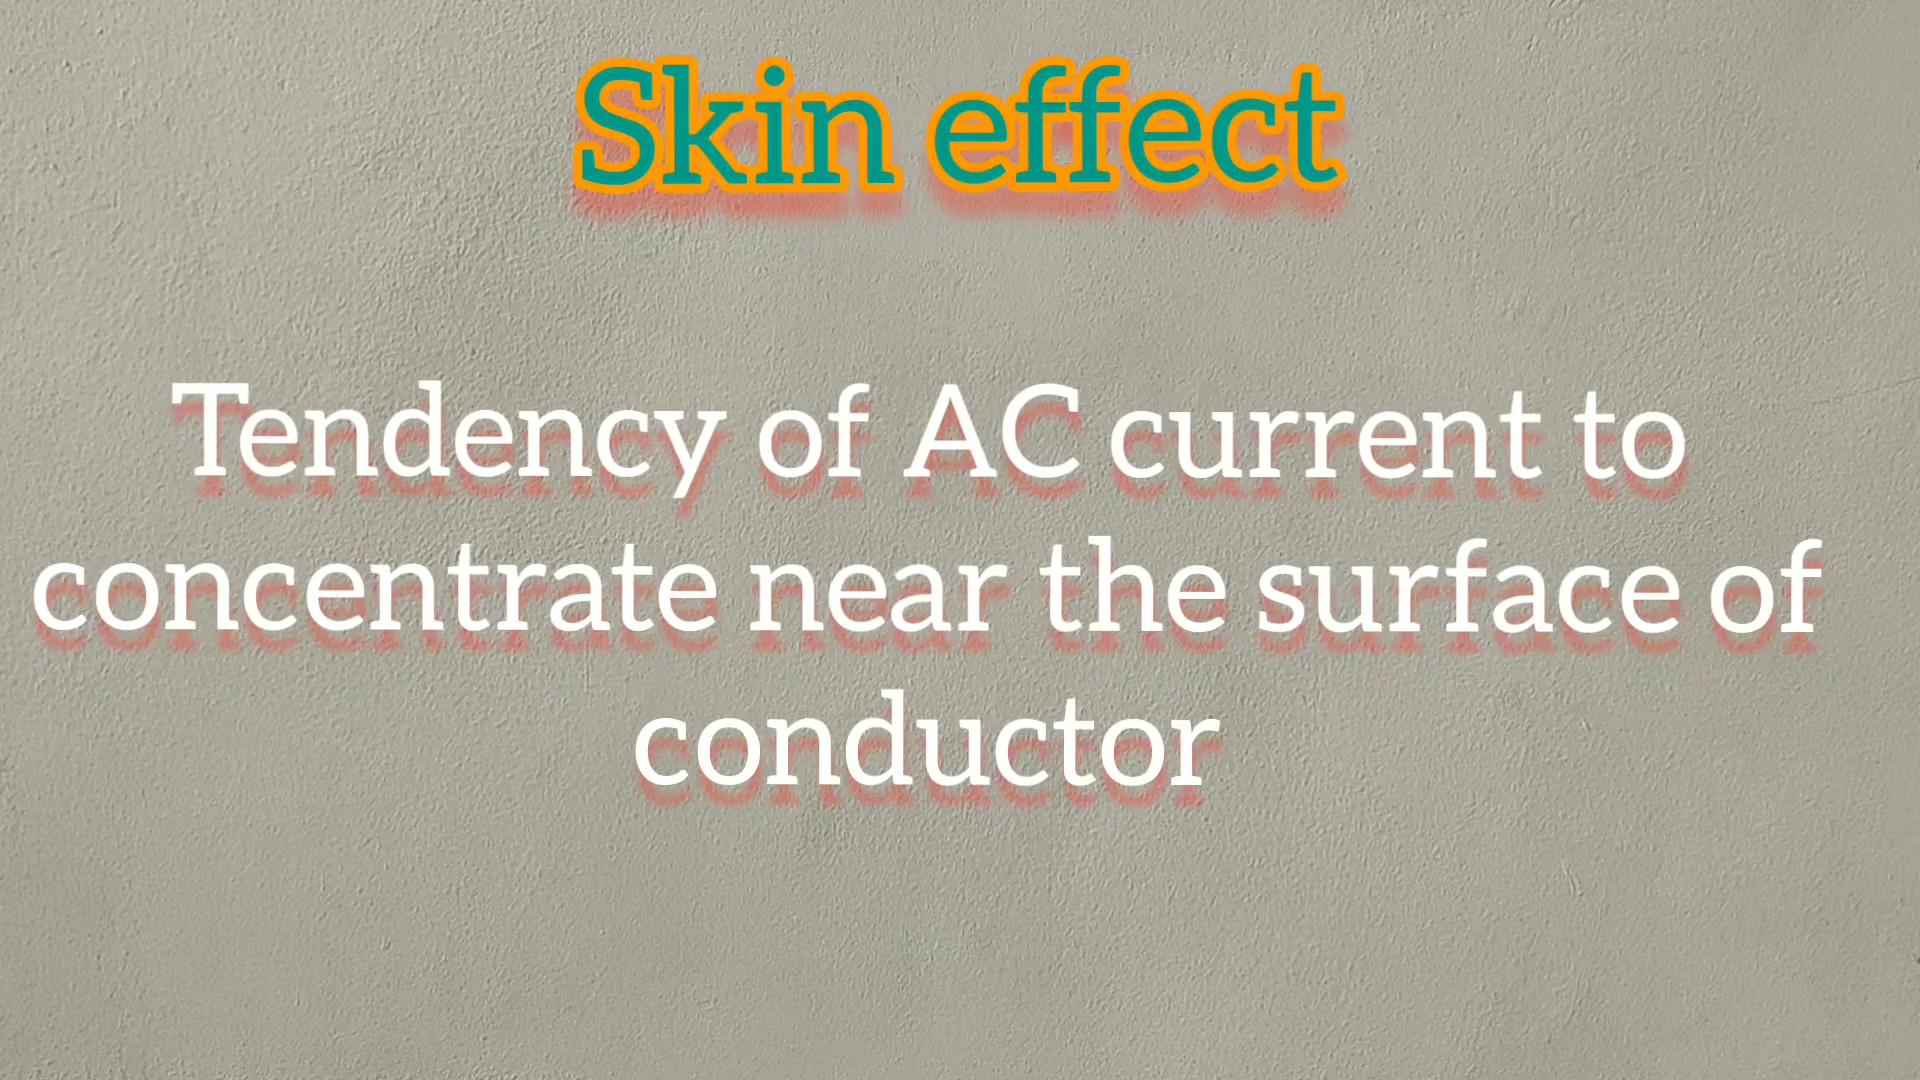 Skin effect
Tendency of AC current to
concentrate near the surface of
conductor